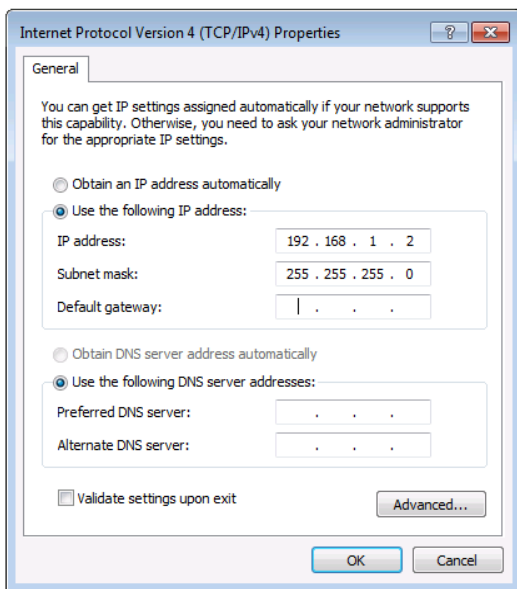 Internet Protocol Version 4 (TCP/IPv4) Properties
General
You can get IP settings assigned automatically if your network supports
this capability. Otherwise, you need to ask your network administrator
for the appropriate IP settings.
Obtain an IP address automatically
Use the following IP address:
IP address: 192 . 168 . 1 . 2
Subnet mask: 255 . 255 . 255 . 0
Default gateway: . . .
Obtain DNS server address automatically
Use the following DNS server addresses:
Preferred DNS server: . . .
Alternate DNS server: . . .
Validate settings upon exit
Advanced...
OK Cancel